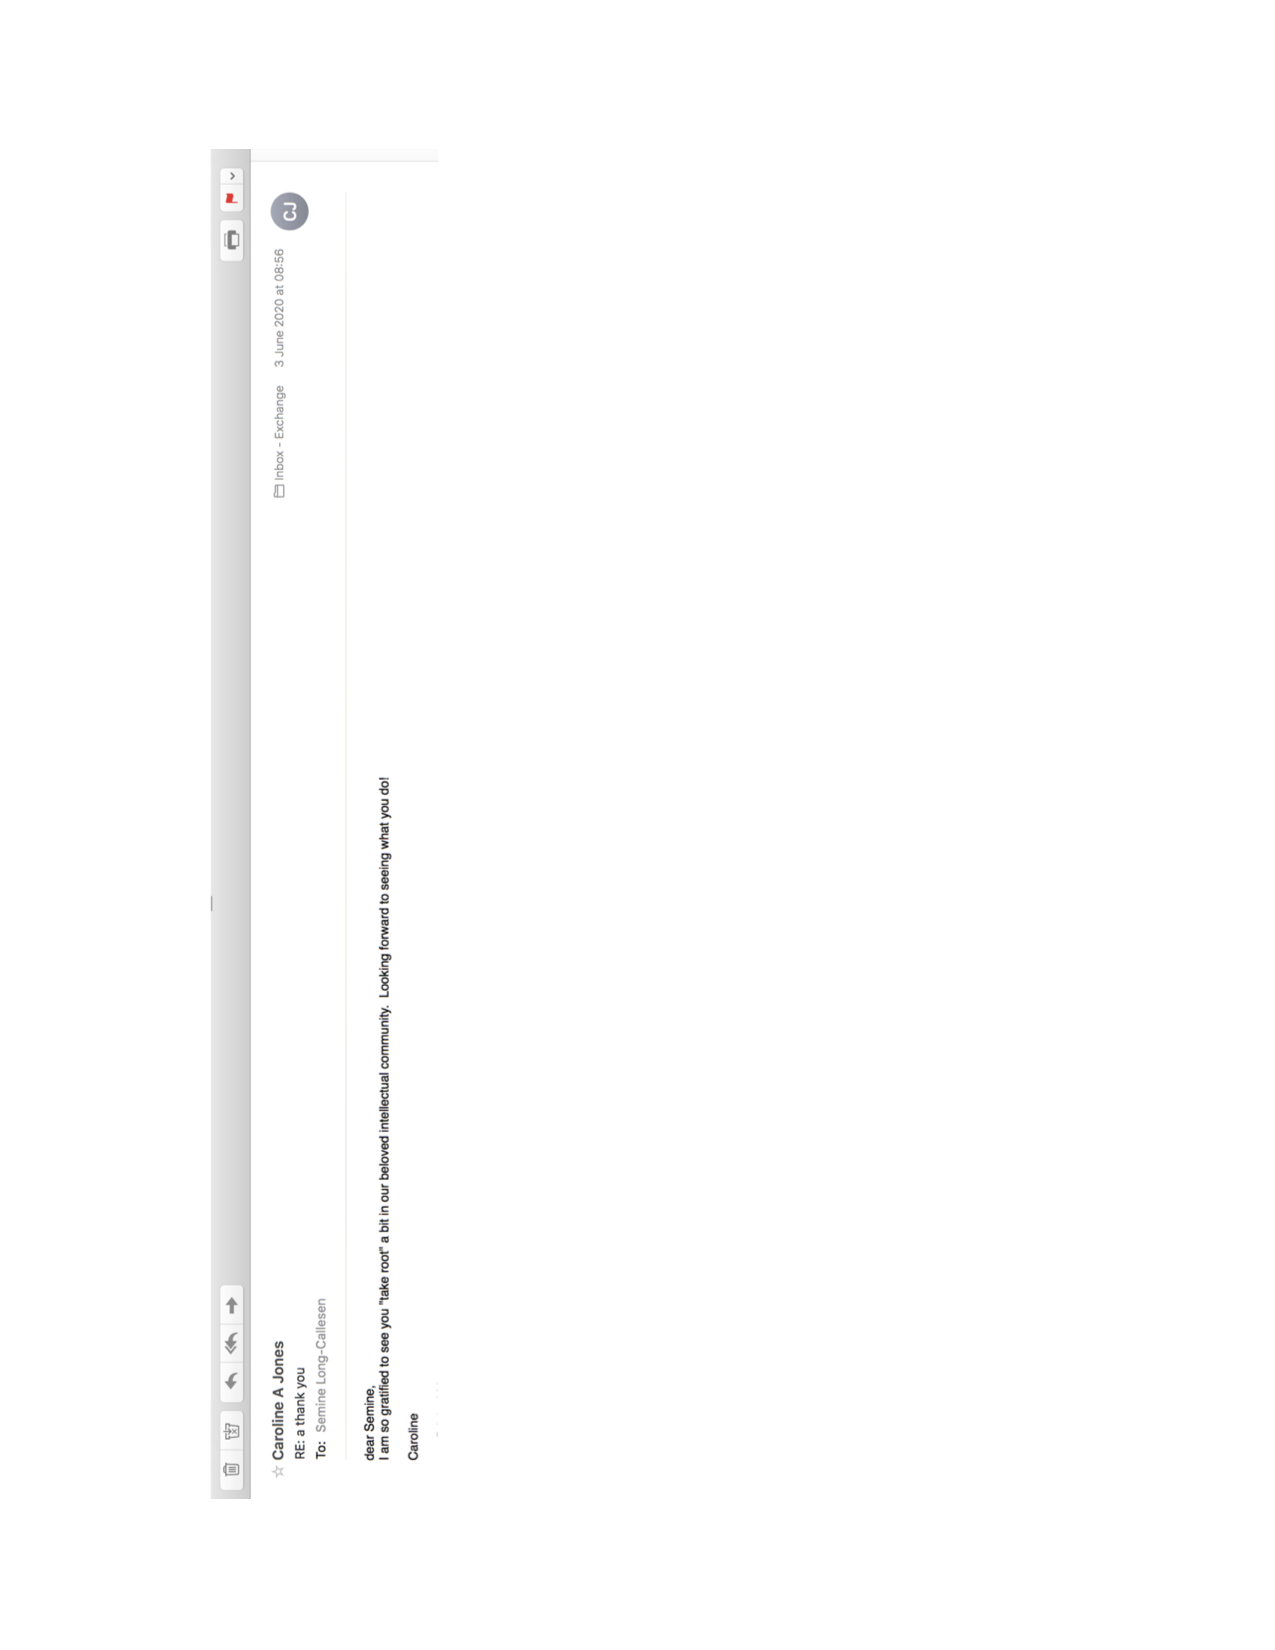 Caroline A Jones
Inbox - Exchange 3 June 2020 at 08:56
CJ
RE: a thank you
To: Semine Long-Callesen
dear Semine,
I am so gratified to see you "take root" a bit in our beloved intellectual community. Looking forward to seeing what you do!
Caroline